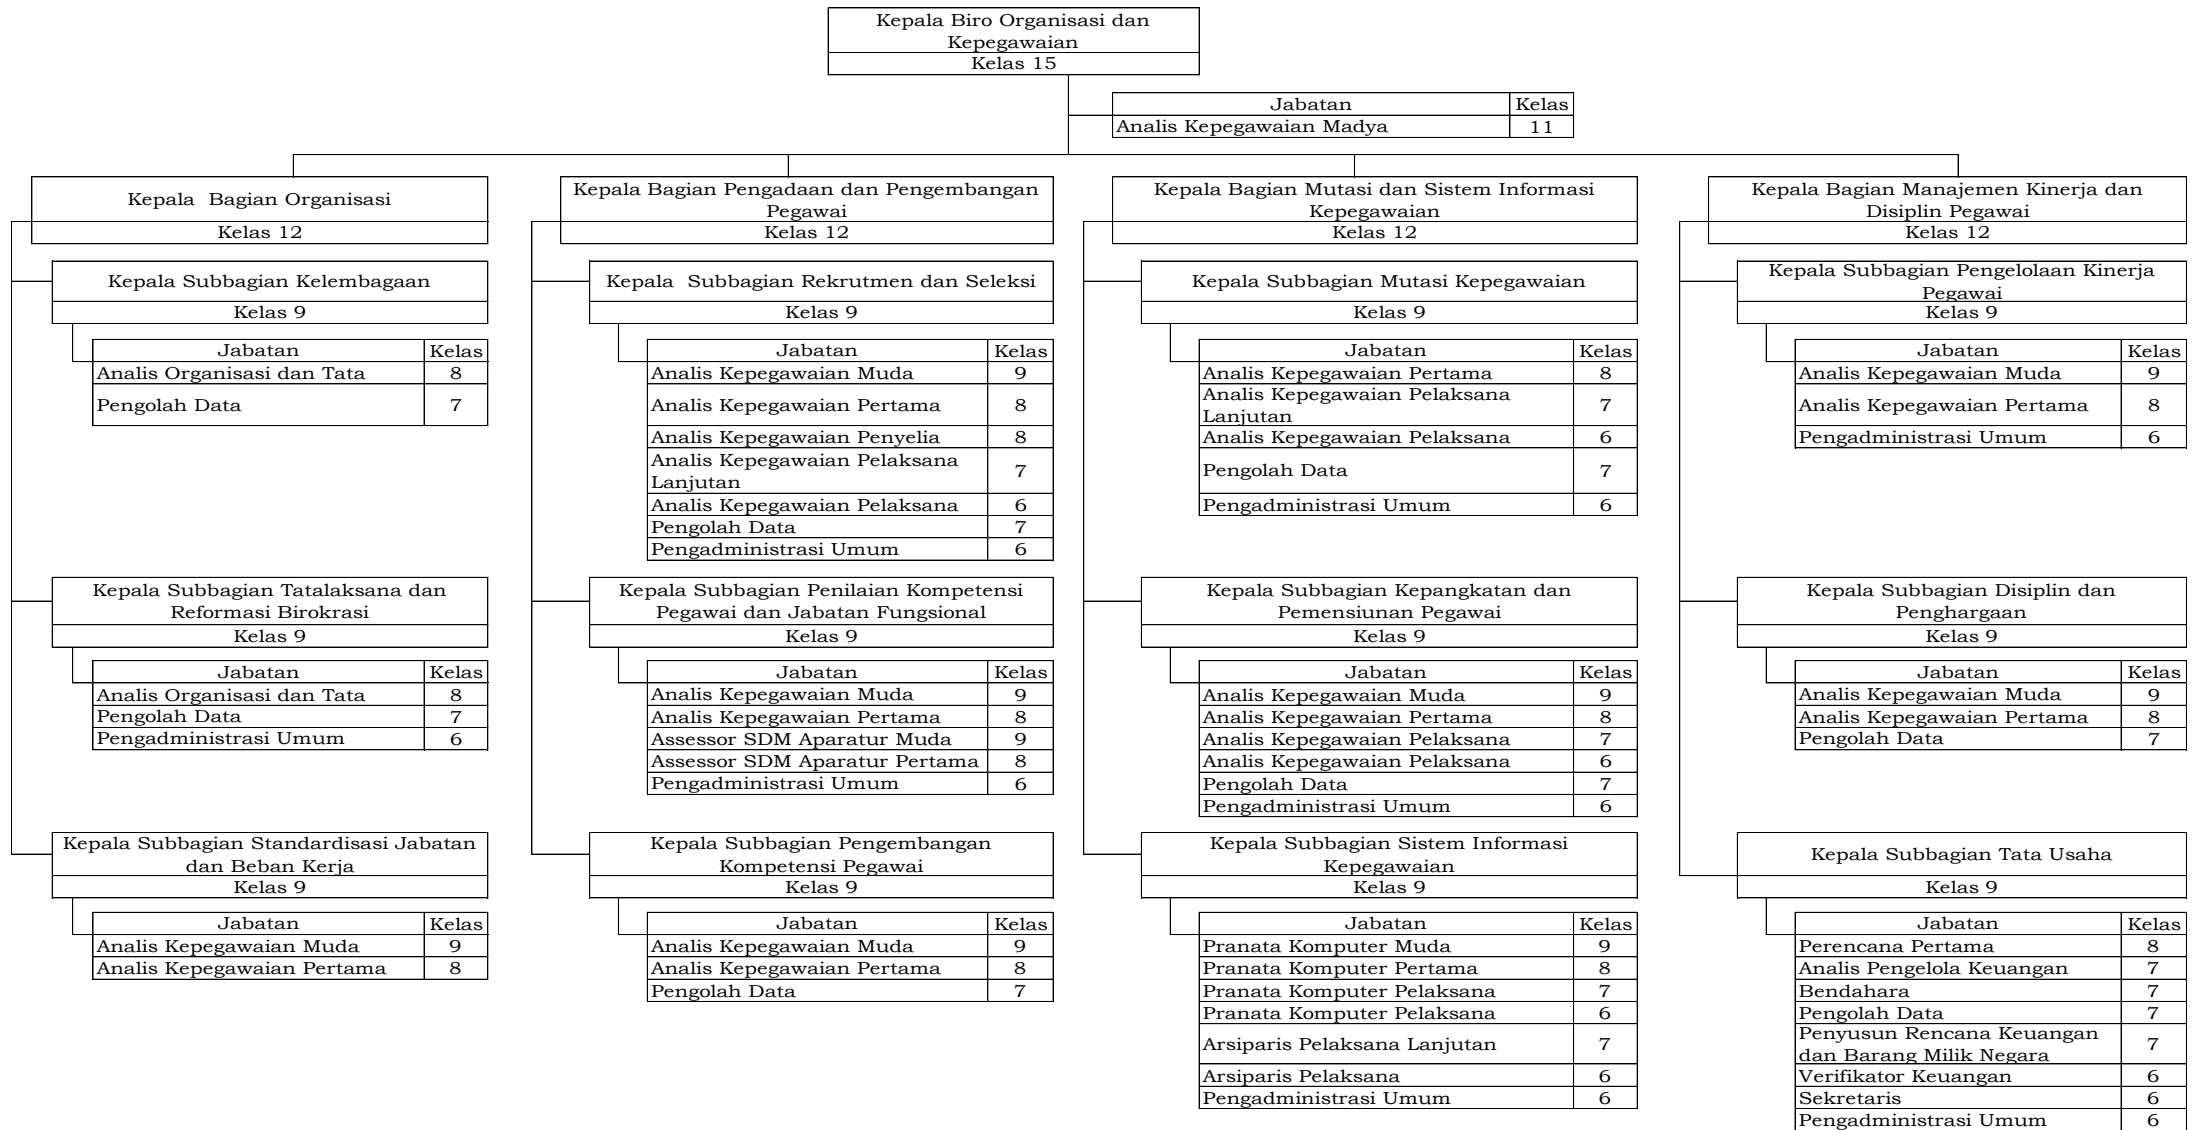 Kepala Biro Organisasi dan
Kepegawaian
Kelas 15
Jabatan Kelas
Analis Kepegawaian Madya 11
Kepala Bagian Organisasi
Kelas 12
Kepala Subbagian Kelembagaan
Kelas 9
Jabatan Kelas
Analis Organisasi dan Tata 8
Pengolah Data 7
Kepala Subbagian Tatalaksana dan
Reformasi Birokrasi
Kelas 9
Jabatan Kelas
Analis Organisasi dan Tata 8
Pengolah Data 7
Pengadministrasi Umum 6
Kepala Subbagian Standardisasi Jabatan
dan Beban Kerja
Kelas 9
Jabatan Kelas
Analis Kepegawaian Muda 9
Analis Kepegawaian Pertama 8
Kepala Bagian Pengadaan dan Pengembangan
Pegawai
Kelas 12
Kepala Subbagian Rekrutmen dan Seleksi
Kelas 9
Jabatan Kelas
Analis Kepegawaian Muda 9
Analis Kepegawaian Pertama 8
Analis Kepegawaian Penyelia 8
Analis Kepegawaian Pelaksana
Lanjutan 7
Analis Kepegawaian Pelaksana 6
Pengolah Data 7
Pengadministrasi Umum 6
Kepala Subbagian Penilaian Kompetensi
Pegawai dan Jabatan Fungsional
Kelas 9
Jabatan Kelas
Analis Kepegawaian Muda 9
Analis Kepegawaian Pertama 8
Assessor SDM Aparatur Muda 9
Assessor SDM Aparatur Pertama 8
Pengadministrasi Umum 6
Kepala Subbagian Pengembangan
Kompetensi Pegawai
Kelas 9
Jabatan Kelas
Analis Kepegawaian Muda 9
Analis Kepegawaian Pertama 8
Pengolah Data 7
Kepala Bagian Mutasi dan Sistem Informasi
Kepegawaian
Kelas 12
Kepala Subbagian Mutasi Kepegawaian
Kelas 9
Jabatan Kelas
Analis Kepegawaian Pertama 8
Analis Kepegawaian Pelaksana
Lanjutan 7
Analis Kepegawaian Pelaksana 6
Pengolah Data 7
Pengadministrasi Umum 6
Kepala Subbagian Kepangkatan dan
Pemensiunan Pegawai
Kelas 9
Jabatan Kelas
Analis Kepegawaian Muda 9
Analis Kepegawaian Pertama 8
Analis Kepegawaian Pelaksana 7
Analis Kepegawaian Pelaksana 6
Pengolah Data 7
Pengadministrasi Umum 6
Kepala Subbagian Sistem Informasi
Kepegawaian
Kelas 9
Jabatan Kelas
Pranata Komputer Muda 9
Pranata Komputer Pertama 8
Pranata Komputer Pelaksana 7
Pranata Komputer Pelaksana 6
Arsiparis Pelaksana Lanjutan 7
Arsiparis Pelaksana 6
Pengadministrasi Umum 6
Kepala Bagian Manajemen Kinerja dan
Disiplin Pegawai
Kelas 12
Kepala Subbagian Pengelolaan Kinerja
Pegawai
Kelas 9
Jabatan Kelas
Analis Kepegawaian Muda 9
Analis Kepegawaian Pertama 8
Pengadministrasi Umum 6
Kepala Subbagian Disiplin dan
Penghargaan
Kelas 9
Jabatan Kelas
Analis Kepegawaian Muda 9
Analis Kepegawaian Pertama 8
Pengolah Data 7
Kepala Subbagian Tata Usaha
Kelas 9
Jabatan Kelas
Perencana Pertama 8
Analis Pengelola Keuangan 7
Bendahara 7
Pengolah Data 7
Penyusun Rencana Keuangan
dan Barang Milik Negara 7
Verifikator Keuangan 6
Sekretaris 6
Pengadministrasi Umum 6